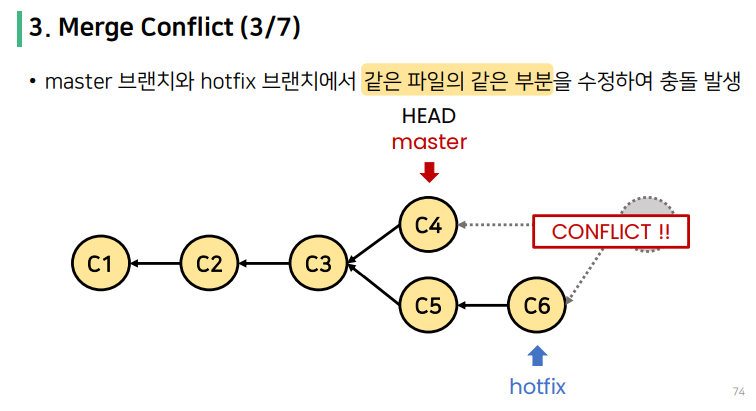 3. Merge Conflict (3/7)
• master 브랜치와 hotfix 브랜치에서 같은 파일의 같은 부분을 수정하여 충돌 발생
HEAD
master
C4
CONFLICT !!
C1
C2
C3
C5
C6
hotfix
74